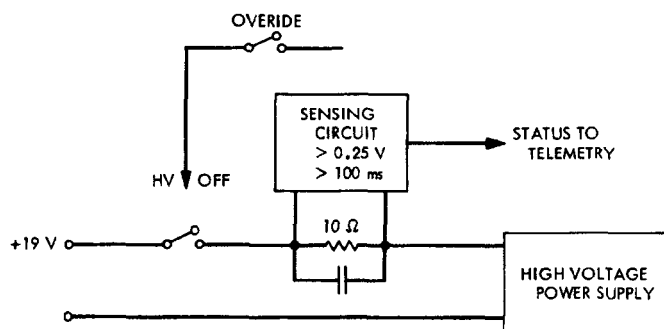 OVERIDE
SENSING
CIRCUIT
> 0.25 V
> 100 ms
STATUS TO
TELEMETRY
HV OFF
10 Ω
+19 V
HIGH VOLTAGE
POWER SUPPLY